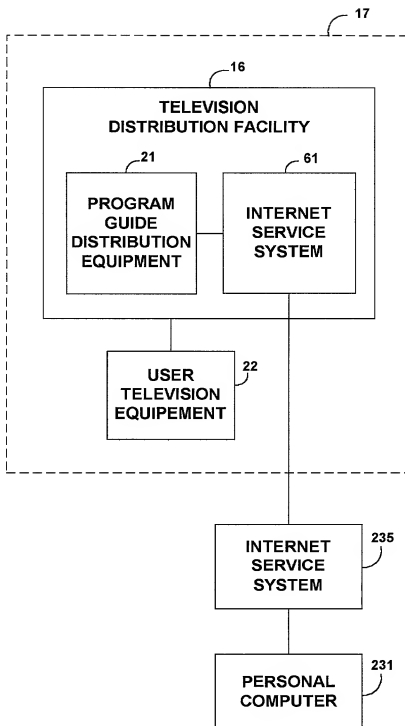 17
16
TELEVISION
DISTRIBUTION FACILITY
21
61
PROGRAM
GUIDE
DISTRIBUTION
EQUIPMENT
INTERNET
SERVICE
SYSTEM
USER
TELEVISION
EQUIPEMENT
22
INTERNET
SERVICE
SYSTEM
235
PERSONAL
COMPUTER
231